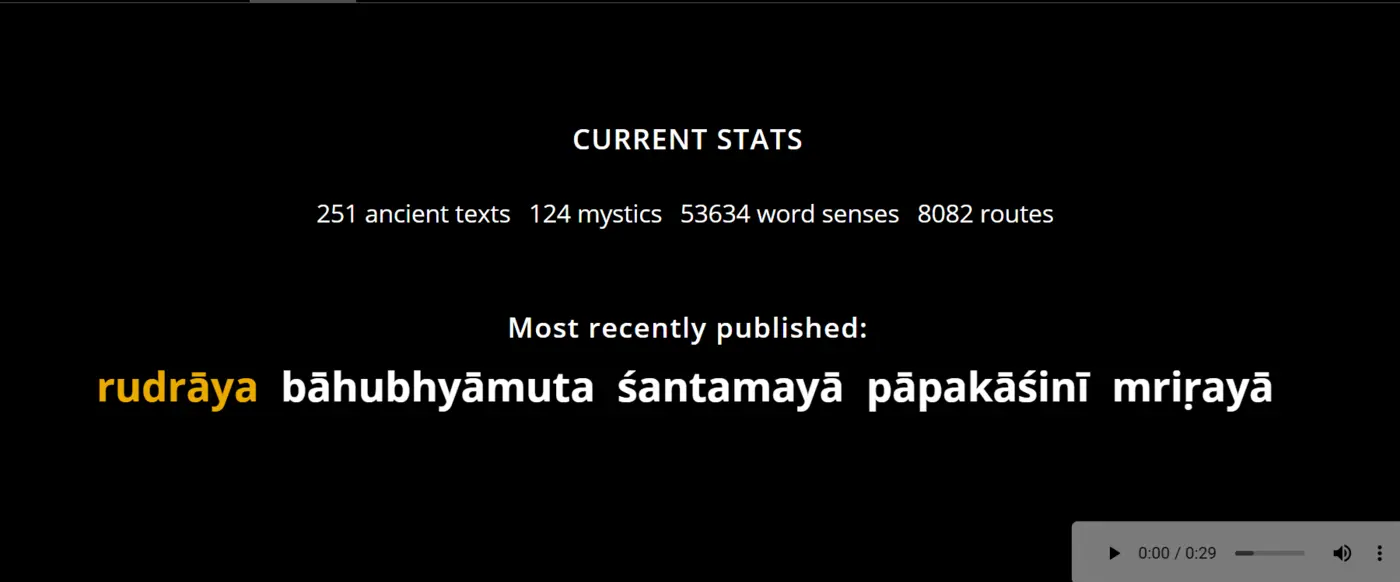 CURRENT STATS
251 ancient texts 124 mystics 53634 word senses 8082 routes
Most recently published:
rudrāya bāhubhyāmuta śantamayā pāpakāśinī mriṛayā
0:00 / 0:29